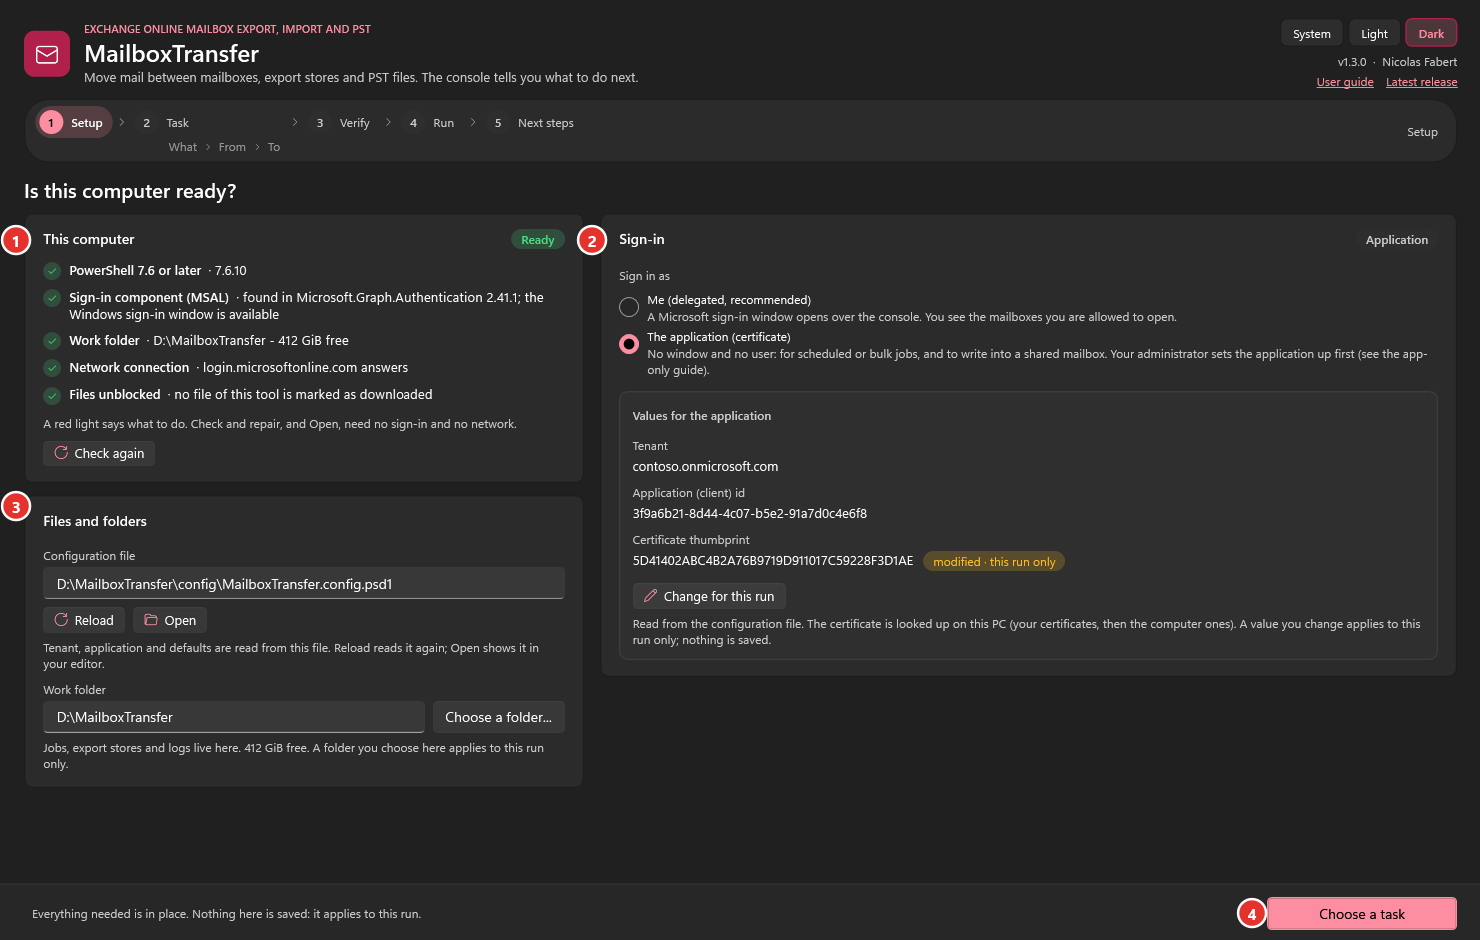 EXCHANGE ONLINE MAILBOX EXPORT, IMPORT AND PST
MailboxTransfer
Move mail between mailboxes, export stores and PST files. The console tells you what to do next.
System
Light
Dark
v1.3.0 · Nicolas Fabert
User guide
Latest release
1 Setup
2 Task
3 Verify
4 Run
5 Next steps
What
From
To
Setup
Is this computer ready?
1
This computer
Ready
PowerShell 7.6 or later · 7.6.10
Sign-in component (MSAL) · found in Microsoft.Graph.Authentication 2.41.1; the
Windows sign-in window is available
Work folder · D:\MailboxTransfer - 412 GiB free
Network connection · login.microsoftonline.com answers
Files unblocked · no file of this tool is marked as downloaded
A red light says what to do. Check and repair, and Open, need no sign-in and no network.
Check again
2
Sign-in
Application
Sign in as
Me (delegated, recommended)
A Microsoft sign-in window opens over the console. You see the mailboxes you are allowed to open.
The application (certificate)
No window and no user: for scheduled or bulk jobs, and to write into a shared mailbox. Your administrator sets the application up first (see the app-
only guide).
Values for the application
Tenant
contoso.onmicrosoft.com
Application (client) id
3f9a6b21-8d44-4c07-b5e2-91a7d0c4e6f8
Certificate thumbprint
5D41402ABC4B2A76B9719D911017C59228F3D1AE
modified · this run only
Change for this run
Read from the configuration file. The certificate is looked up on this PC (your certificates, then the computer ones). A value you change applies to this
run only; nothing is saved.
3
Files and folders
Configuration file
D:\MailboxTransfer\config\MailboxTransfer.config.psd1
Reload
Open
Tenant, application and defaults are read from this file. Reload reads it again; Open shows it in
your editor.
Work folder
D:\MailboxTransfer
Choose a folder...
Jobs, export stores and logs live here. 412 GiB free. A folder you choose here applies to this run
only.
Everything needed is in place. Nothing here is saved: it applies to this run.
4
Choose a task